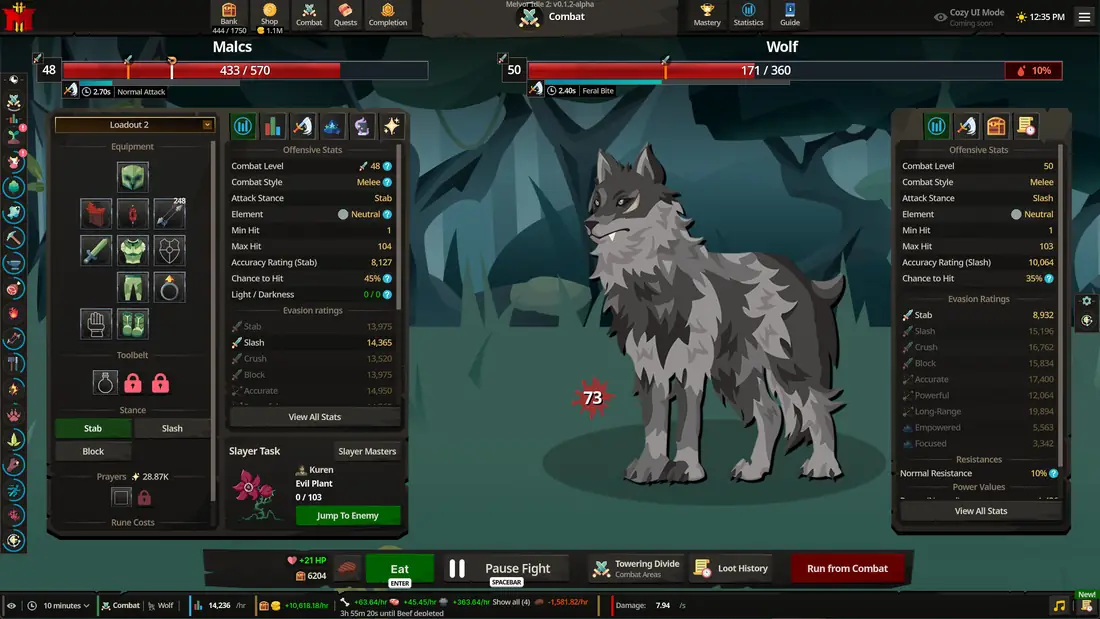 Melvor Idle 2: v0.1.2-alpha
Bank
444 / 1750
Shop
1.1M
Combat
Quests
Completion
Combat
Mastery
Statistics
Guide
Cozy UI Mode
Coming soon
12:35 PM
Malcs
48
433 / 570
2.70s
Normal Attack
Wolf
50
171 / 360
10%
2.40s
Feral Bite
Loadout 2
Equipment
248
Toolbelt
Stance
Stab
Slash
Block
Prayers 28.87K
Rune Costs
Offensive Stats
Combat Level 48 ?
Combat Style Melee ?
Attack Stance Stab
Element Neutral ?
Min Hit 1
Max Hit 104
Accuracy Rating (Stab) 8,127
Chance to Hit 45% ?
Light / Darkness 0 / 0 ?
Evasion ratings
Stab 13,975
Slash 14,365
Crush 13,520
Block 13,975
Accurate 14,950
View All Stats
Slayer Task
Slayer Masters
Kuren
Evil Plant
0 / 103
Jump To Enemy
73
Offensive Stats
Combat Level 50
Combat Style Melee
Attack Stance Slash
Element Neutral
Min Hit 1
Max Hit 103
Accuracy Rating (Slash) 10,064
Chance to Hit 35% ?
Evasion Ratings
Stab 8,932
Slash 15,196
Crush 16,762
Block 15,834
Accurate 17,400
Powerful 12,064
Long-Range 19,894
Empowered 5,563
Focused 3,342
Resistances
Normal Resistance 10% ?
Power Values
View All Stats
+21 HP
6204
Eat
ENTER
Pause Fight
SPACEBAR
Towering Divide
Combat Areas
Loot History
Run from Combat
10 minutes
Combat
Wolf
14,236 /hr
+10,618.18/hr
+63.64/hr
+45.45/hr
+363.64/hr
Show all (4)
-1,581.82/hr
3h 55m 20s until Beef depleted
Damage: 7.94 /s
New!